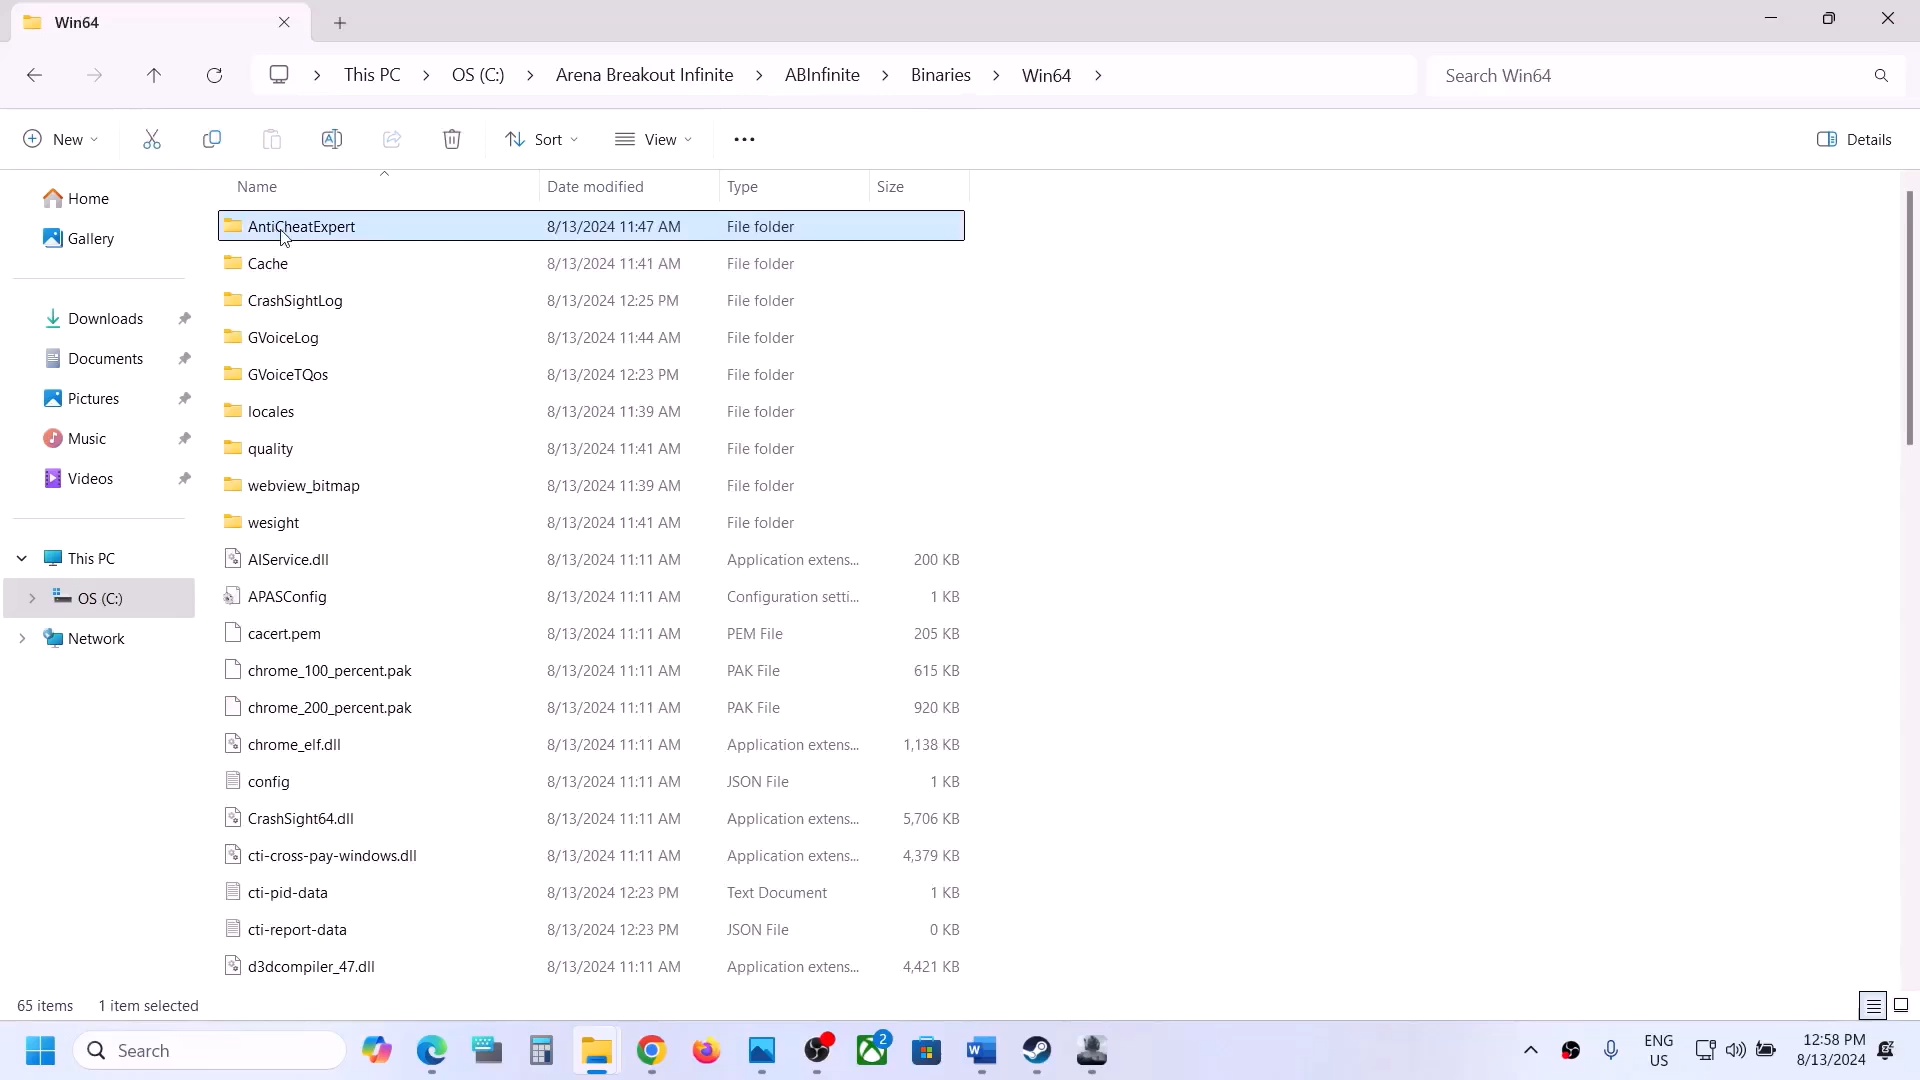 Win64
This PC > OS (C:) > Arena Breakout Infinite > ABInfinite > Binaries > Win64 >
Search Win64
New
Sort
View
Details
Name Date modified Type Size
Home
Gallery
Downloads
Documents
Pictures
Music
Videos
This PC
OS (C:)
Network
AntiCheatExpert 8/13/2024 11:47 AM File folder
Cache 8/13/2024 11:41 AM File folder
CrashSightLog 8/13/2024 12:25 PM File folder
GVoiceLog 8/13/2024 11:44 AM File folder
GVoiceTQos 8/13/2024 12:23 PM File folder
locales 8/13/2024 11:39 AM File folder
quality 8/13/2024 11:41 AM File folder
webview_bitmap 8/13/2024 11:39 AM File folder
wesight 8/13/2024 11:41 AM File folder
AIService.dll 8/13/2024 11:11 AM Application extens... 200 KB
APASConfig 8/13/2024 11:11 AM Configuration setti... 1 KB
cacert.pem 8/13/2024 11:11 AM PEM File 205 KB
chrome_100_percent.pak 8/13/2024 11:11 AM PAK File 615 KB
chrome_200_percent.pak 8/13/2024 11:11 AM PAK File 920 KB
chrome_elf.dll 8/13/2024 11:11 AM Application extens... 1,138 KB
config 8/13/2024 11:11 AM JSON File 1 KB
CrashSight64.dll 8/13/2024 11:11 AM Application extens... 5,706 KB
cti-cross-pay-windows.dll 8/13/2024 11:11 AM Application extens... 4,379 KB
cti-pid-data 8/13/2024 12:23 PM Text Document 1 KB
cti-report-data 8/13/2024 12:23 PM JSON File 0 KB
d3dcompiler_47.dll 8/13/2024 11:11 AM Application extens... 4,421 KB
65 items 1 item selected
Search
2
ENG
US
12:58 PM
8/13/2024